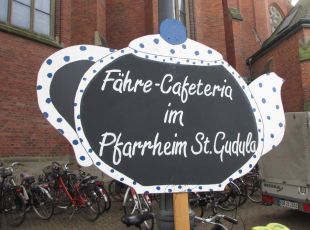 Fähre-Cafeteria
im
Pfarrheim St. Gudula